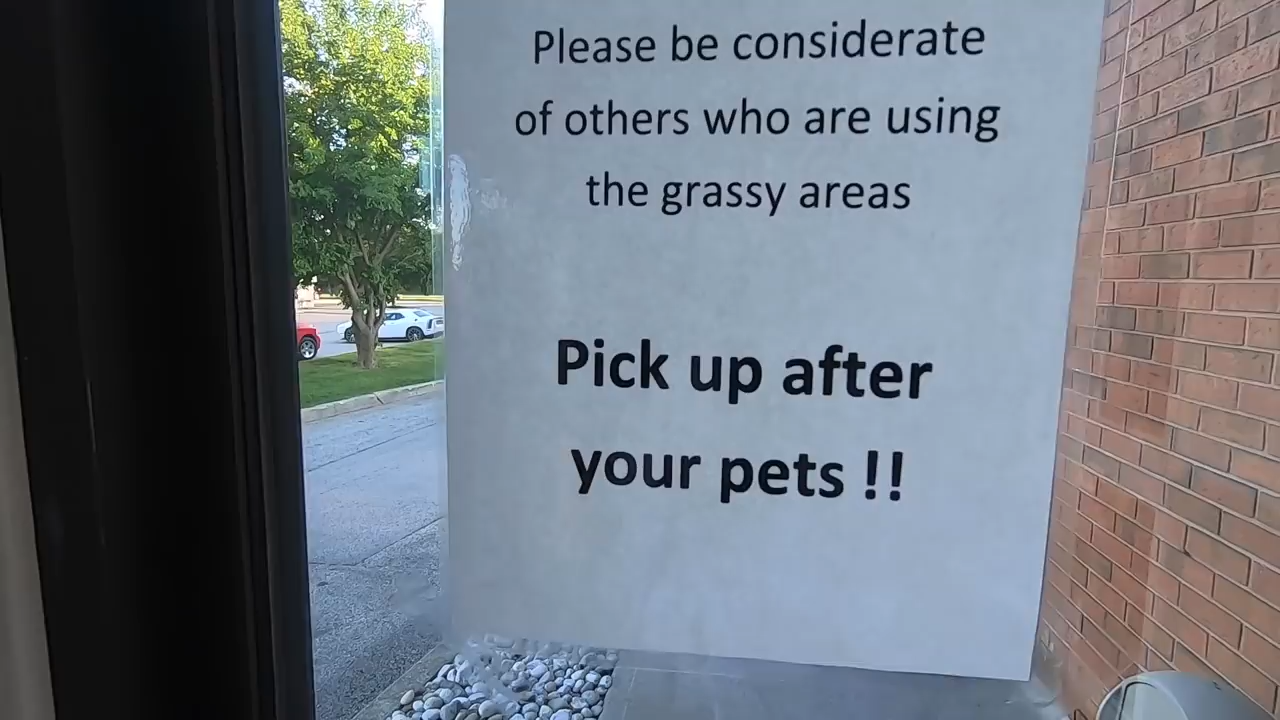 Please be considerate
of others who are using
the grassy areas
Pick up after
your pets !!